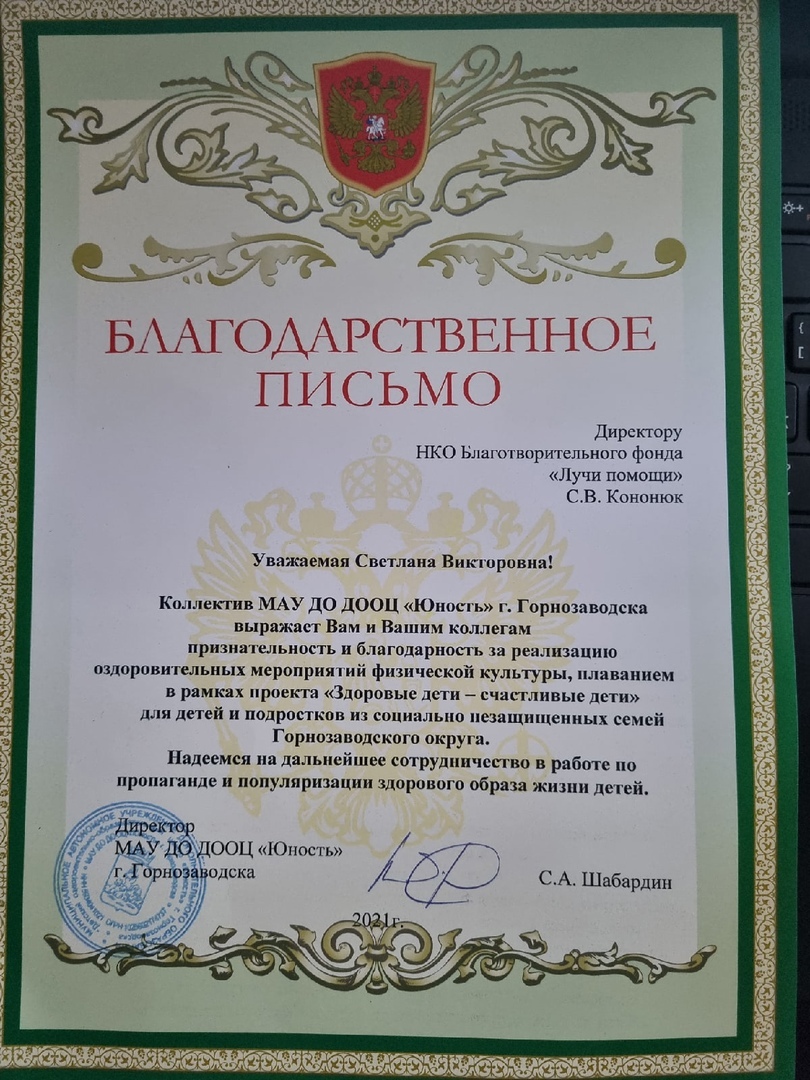 БЛАГОДАРСТВЕННОЕ
ПИСЬМО
Директору
НКО Благотворительного фонда
«Лучи помощи»
С.В. Кононюк
Уважаемая Светлана Викторовна!
Коллектив МАУ ДО ДООЦ «Юность» г. Горнозаводска
выражает Вам и Вашим коллегам
признательность и благодарность за реализацию
оздоровительных мероприятий физической культуры, плаванием
в рамках проекта «Здоровые дети – счастливые дети»
для детей и подростков из социально незащищенных семей
Горнозаводского округа.
Надеемся на дальнейшее сотрудничество в работе по
пропаганде и популяризации здорового образа жизни детей.
Директор
МАУ ДО ДООЦ «Юность»
г. Горнозаводска
С.А. Шабардин
2021г.
МУНИЦИПАЛЬНОЕ АВТОНОМНОЕ УЧРЕЖДЕНИЕ